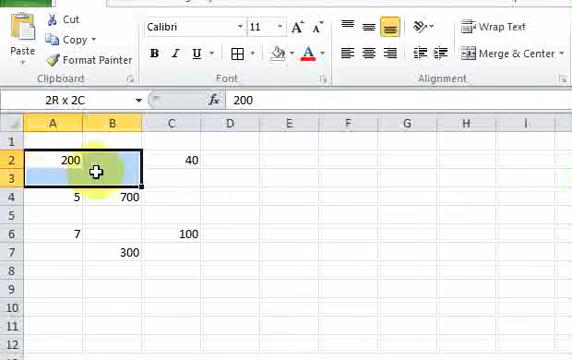 Cut
Calibri 11 A A Wrap Text
Paste Copy
Format Painter B I U A Merge & Center
Clipboard Font Alignment
2R x 2C fx 200
A B C D E F G H I
1
2 200 40
3
4 5 700
5
6 7 100
7 300
8
9
10
11
12